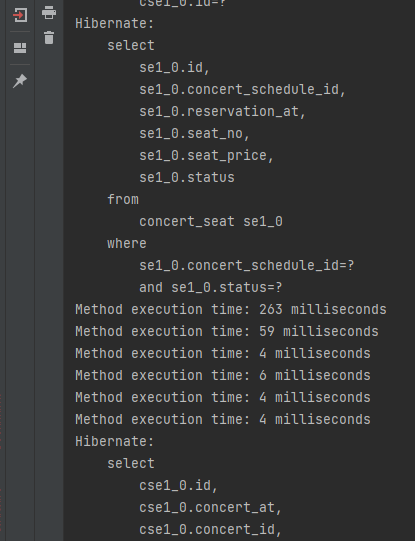 cse1_0.id=?
Hibernate:
select
se1_0.id,
se1_0.concert_schedule_id,
se1_0.reservation_at,
se1_0.seat_no,
se1_0.seat_price,
se1_0.status
from
concert_seat se1_0
where
se1_0.concert_schedule_id=?
and se1_0.status=?
Method execution time: 263 milliseconds
Method execution time: 59 milliseconds
Method execution time: 4 milliseconds
Method execution time: 6 milliseconds
Method execution time: 4 milliseconds
Method execution time: 4 milliseconds
Hibernate:
select
cse1_0.id,
cse1_0.concert_at,
cse1_0.concert_id,